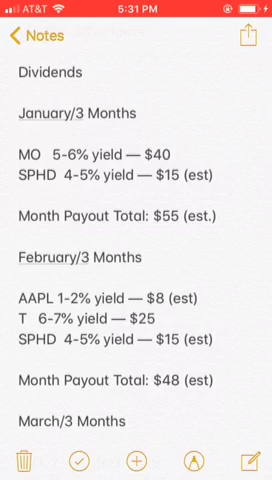 AT&T 5:31 PM
Notes
Dividends
January/3 Months
MO 5-6% yield — $40
SPHD 4-5% yield — $15 (est)
Month Payout Total: $55 (est.)
February/3 Months
AAPL 1-2% yield — $8 (est)
T 6-7% yield — $25
SPHD 4-5% yield — $15 (est)
Month Payout Total: $48 (est)
March/3 Months